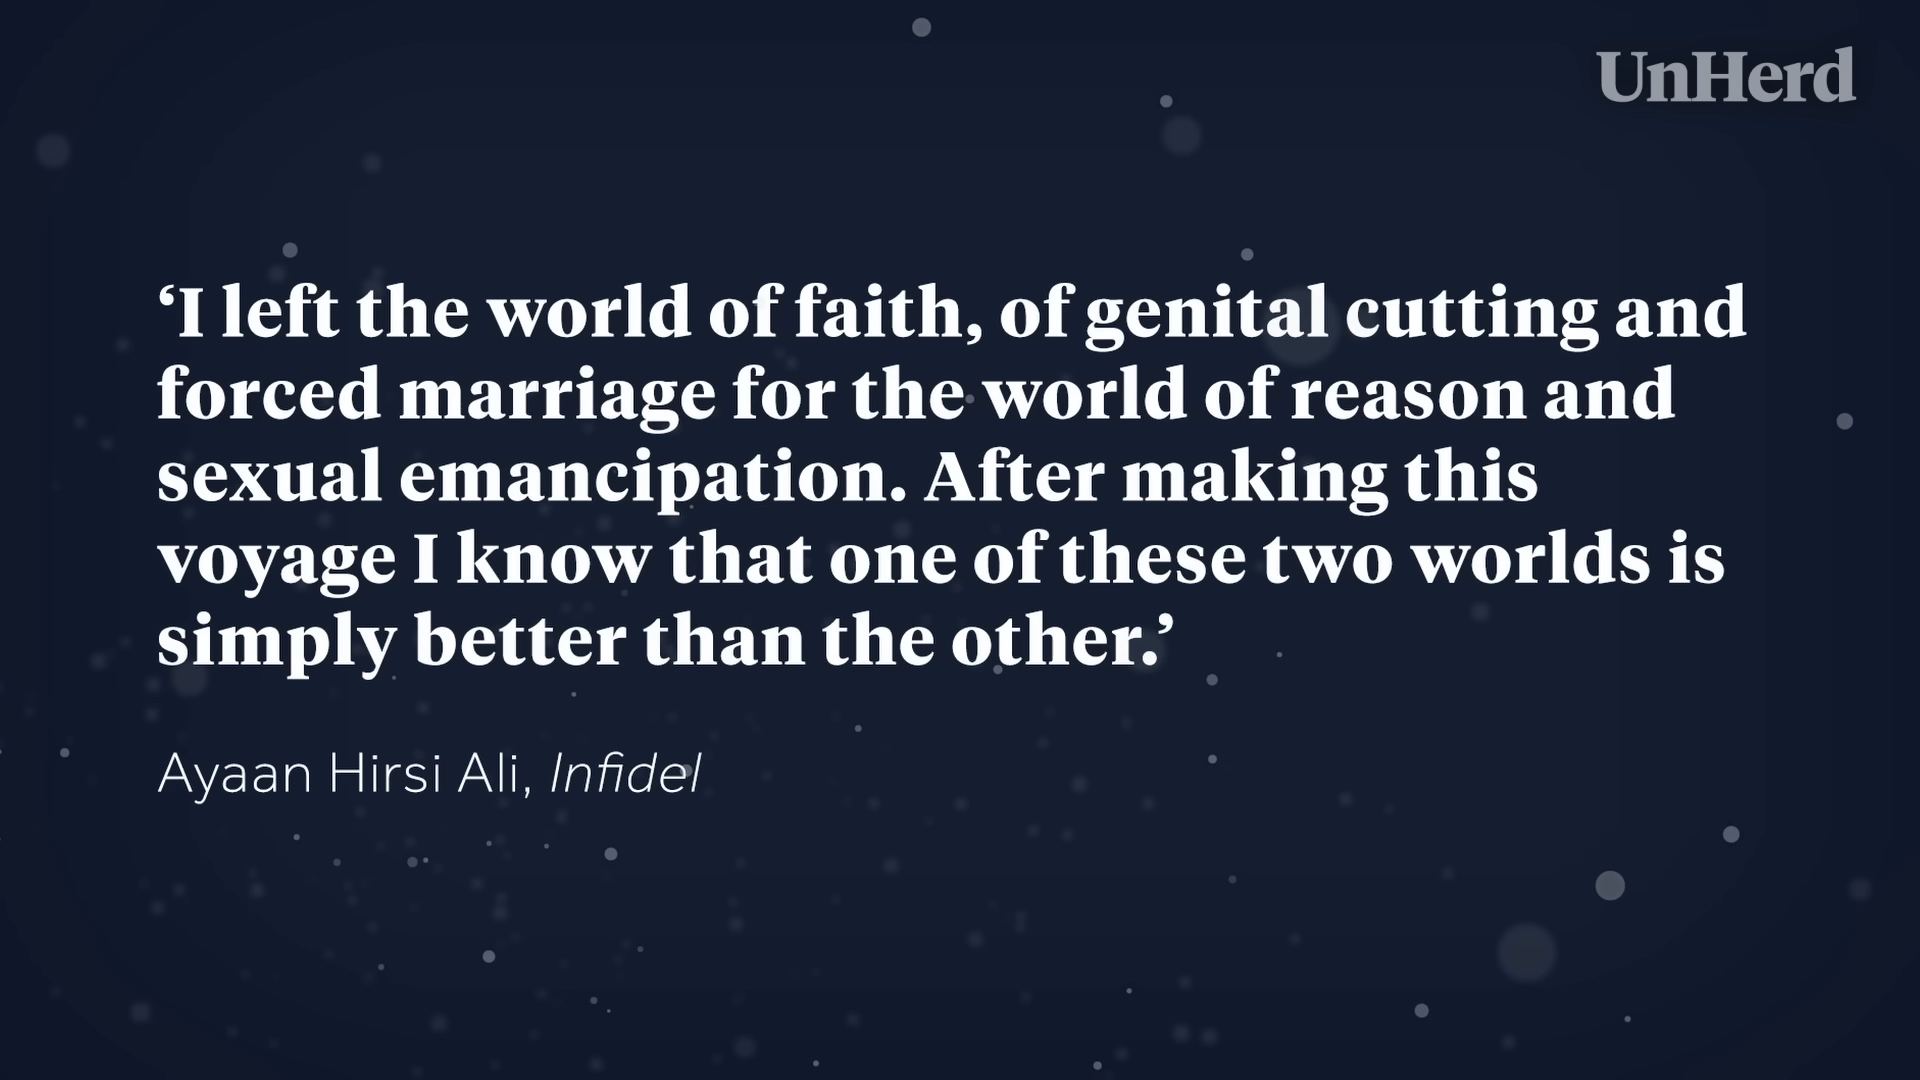 UnHerd
‘I left the world of faith, of genital cutting and
forced marriage for the world of reason and
sexual emancipation. After making this
voyage I know that one of these two worlds is
simply better than the other.’
Ayaan Hirsi Ali, Infidel